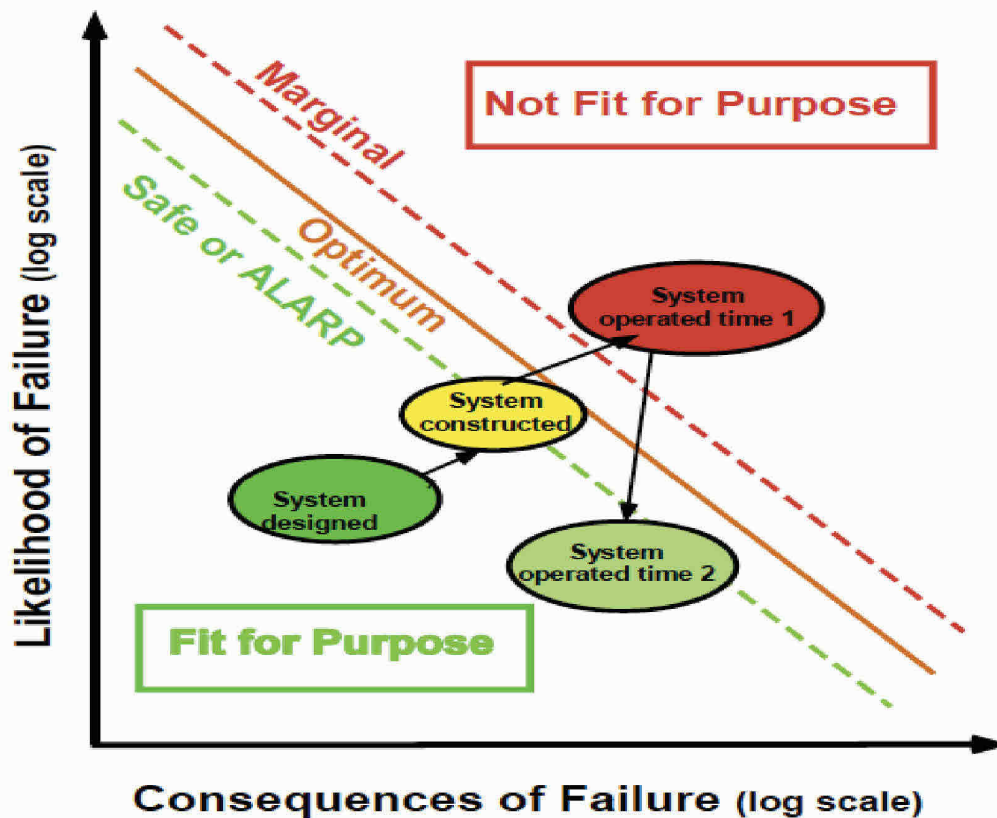 Not Fit for Purpose
Marginal
Optimum
Safe or ALARP
System
operated time 1
System
constructed
System
designed
System
operated time 2
Fit for Purpose
Likelihood of Failure (log scale)
Consequences of Failure (log scale)